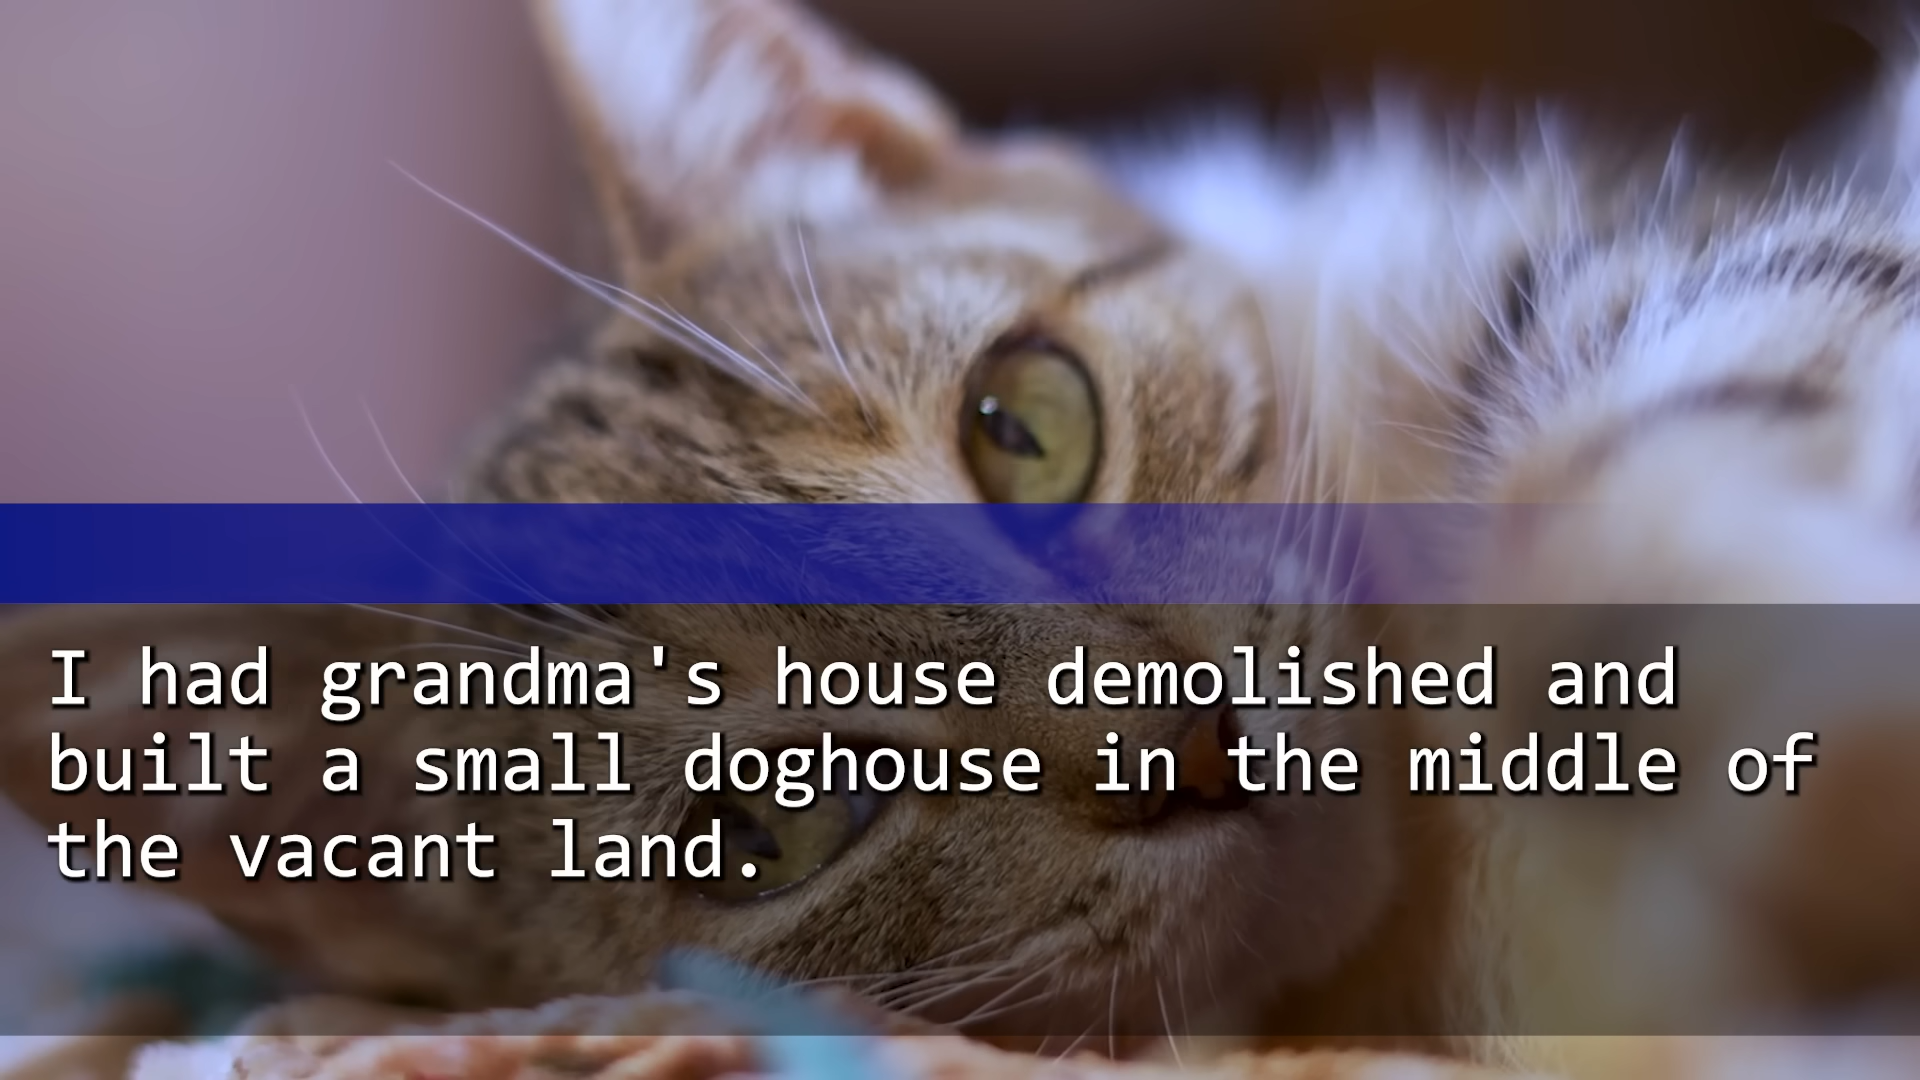 I had grandma's house demolished and
built a small doghouse in the middle of
the vacant land.